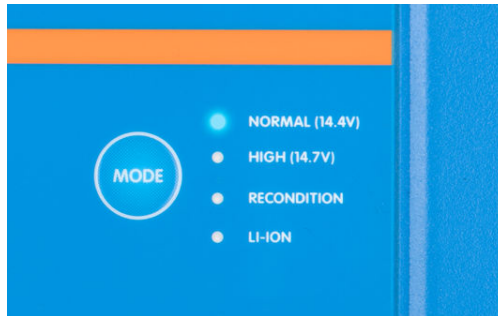 NORMAL (14.4V)
HIGH (14.7V)
MODE
RECONDITION
LI-ION